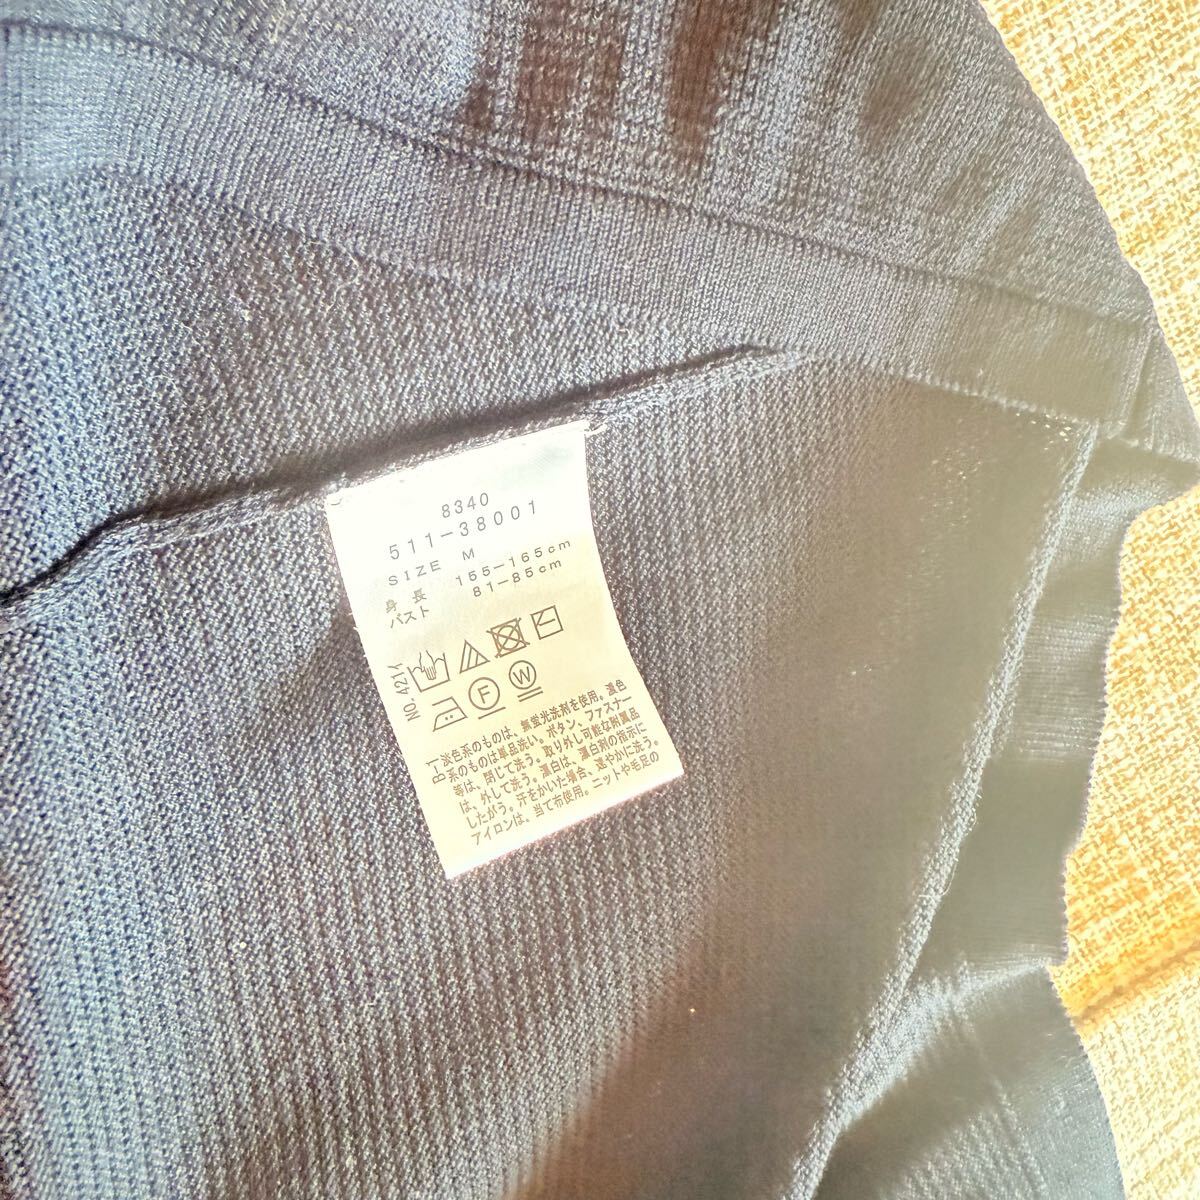 8340
511-38001
SIZE M
身長 155-165cm
バスト 81-85cm
NO.4211
F W
B-1 淡色系のものは、無蛍光洗剤を使用。濃色
系のものは単品洗い。ボタン、ファスナー
等は、閉じて洗う。取り外し可能な附属品
は、外して洗う。漂白は、漂白剤の指示に
したがう。汗をかいた場合、速やかに洗う。
アイロンは。当て布使用。ニットや毛足の